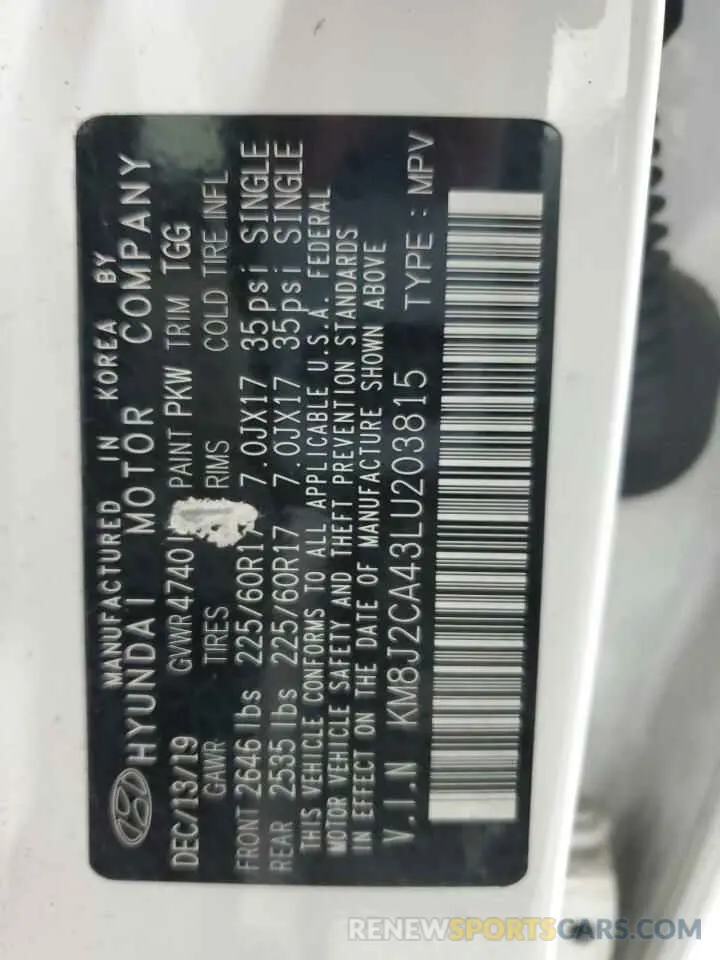 MANUFACTURED IN KOREA BY
HYUNDAI MOTOR COMPANY
DEC/13/19 GVWR 4740 PAINT PKW TRIM TGG
GAWR TIRES RIMS COLD TIRE INFL
FRONT 2646 lbs 225/60R17 7.0JX17 35psi SINGLE
REAR 2535 lbs 225/60R17 7.0JX17 35psi SINGLE
THIS VEHICLE CONFORMS TO ALL APPLICABLE U.S.A. FEDERAL
MOTOR VEHICLE SAFETY AND THEFT PREVENTION STANDARDS
IN EFFECT ON THE DATE OF MANUFACTURE SHOWN ABOVE
V.I.N KM8J2CA43LU203815 TYPE : MPV
RENEWSPORTSCARS.COM